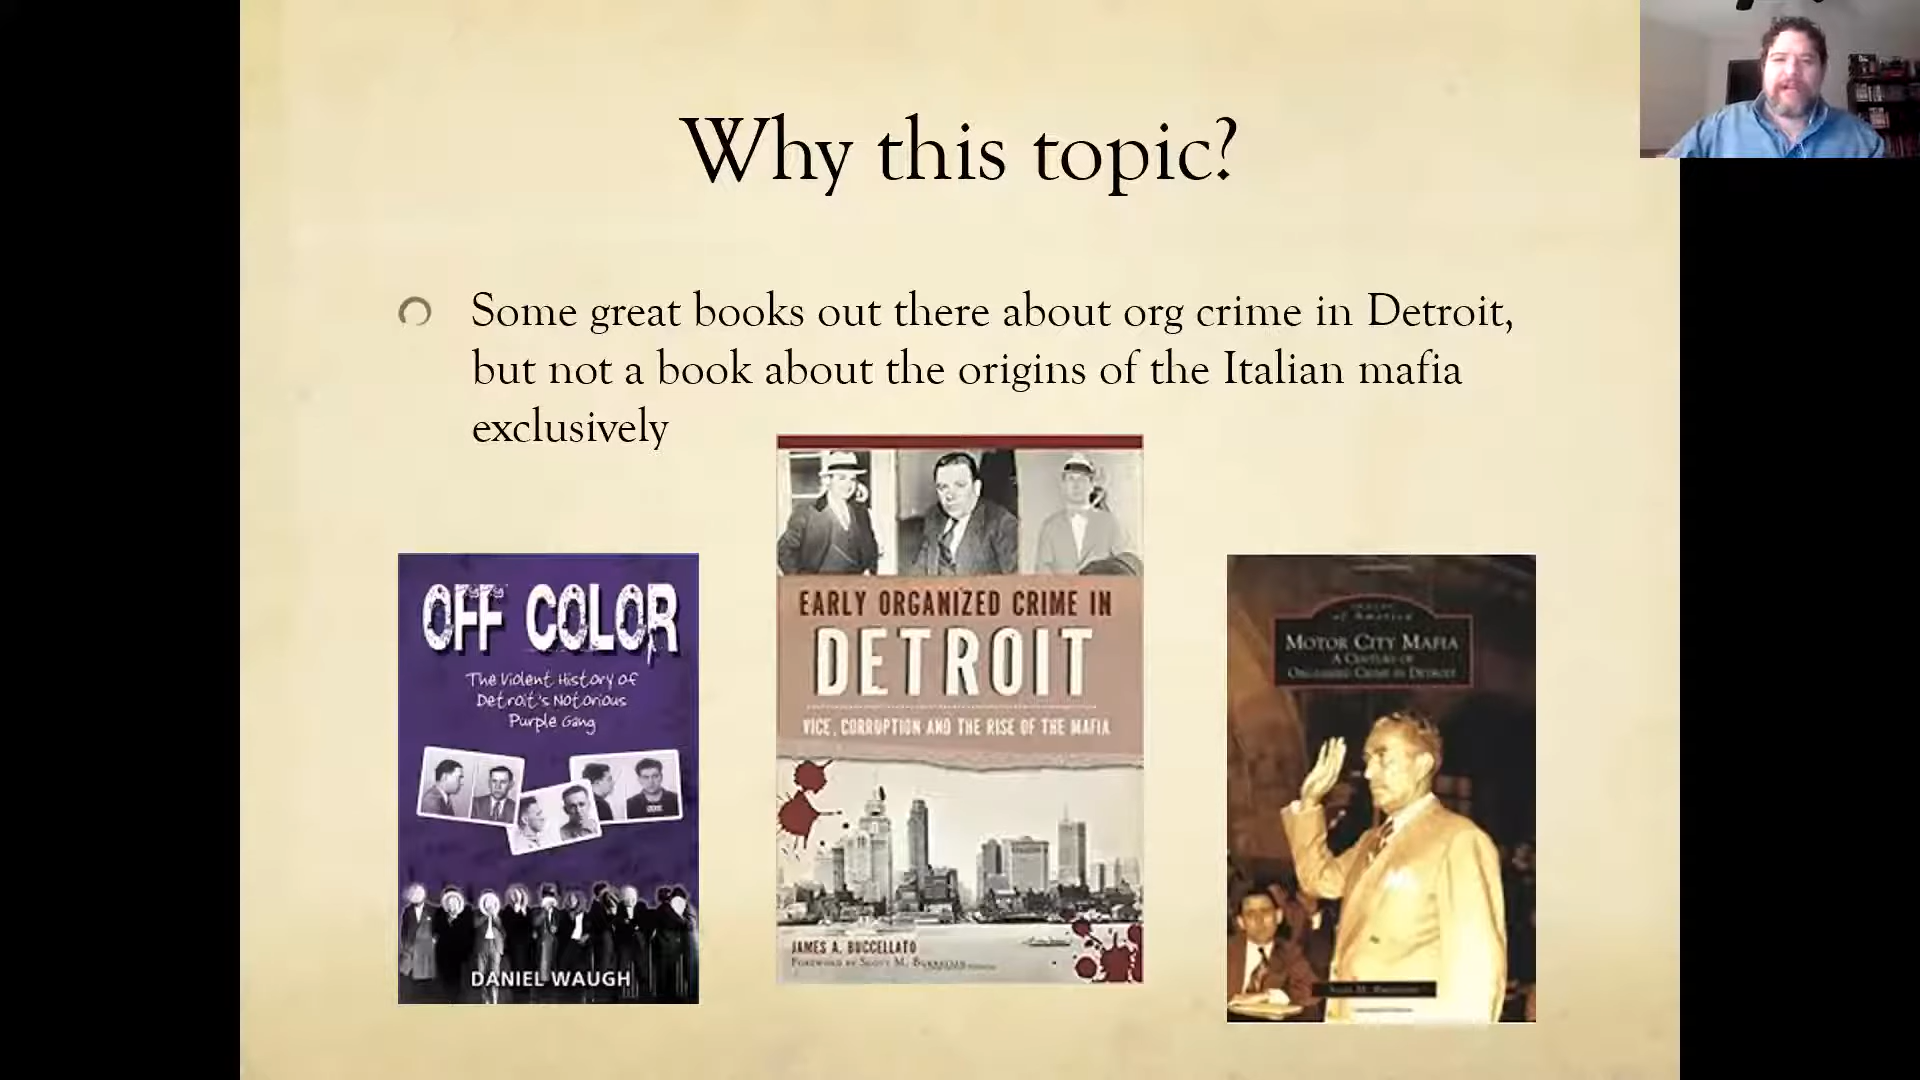 Why this topic?
Some great books out there about org crime in Detroit,
but not a book about the origins of the Italian mafia
exclusively
OFF COLOR
The Violent History of
Detroit's Notorious
Purple Gang
DANIEL WAUGH
EARLY ORGANIZED CRIME IN
DETROIT
VICE, CORRUPTION AND THE RISE OF THE MAFIA
JAMES A. BUCCELLATO
FOREWORD BY SCOTT M.
of America
MOTOR CITY MAFIA
A CENTURY OF
ORGANIZED CRIME IN DETROIT